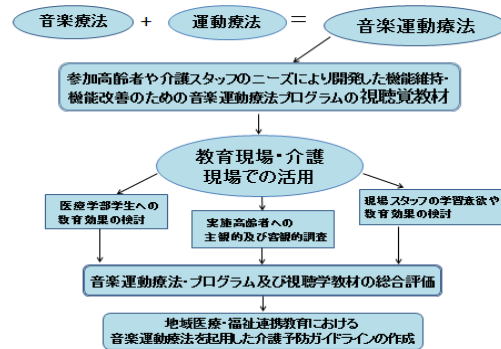 音楽療法 + 運動療法 = 音楽運動療法
参加高齢者や介護スタッフのニーズにより開発した機能維持・
機能改善のための音楽運動療法プログラムの視聴覚教材
教育現場・介護
現場での活用
医療学部学生への
教育効果の検討
実施高齢者への
主観的及び客観的調査
現場スタッフの学習意欲や
教育効果の検討
音楽運動療法・プログラム及び視聴学教材の総合評価
地域医療・福祉連携教育における
音楽運動療法を起用した介護予防ガイドラインの作成